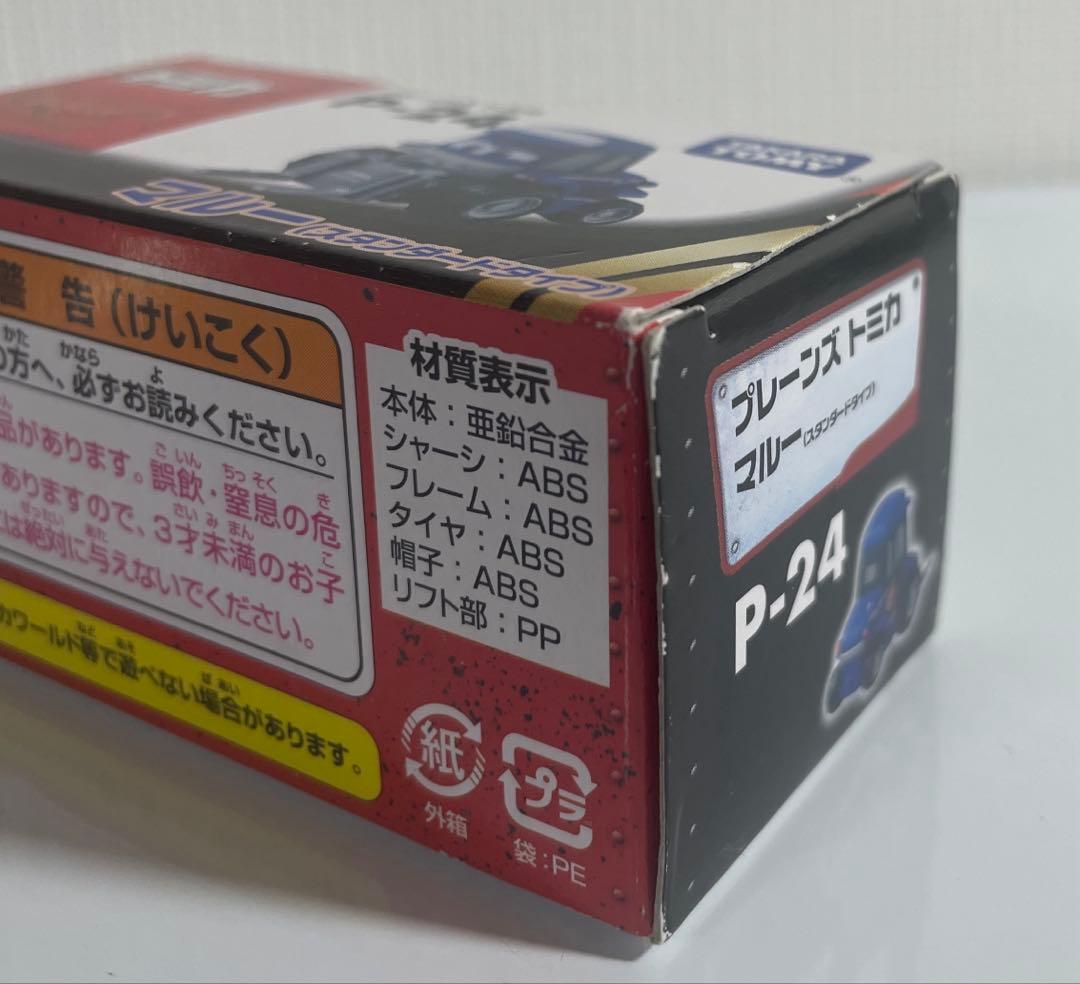 P-24
TAKARA TOMY
マルー(スタンダードタイプ)
警告(けいこく)
の方へ、必ずお読みください。
品があります。誤飲・窒息の危
ありますので、3才未満のお子
には絶対に与えないでください。
カワールド等で遊べない場合があります。
材質表示
本体:亜鉛合金
シャーシ:ABS
フレーム:ABS
タイヤ:ABS
帽子:ABS
リフト部:PP
紙
外箱
プラ
袋:PE
プレーンズ トミカ
マルー(スタンダードタイプ)
P-24